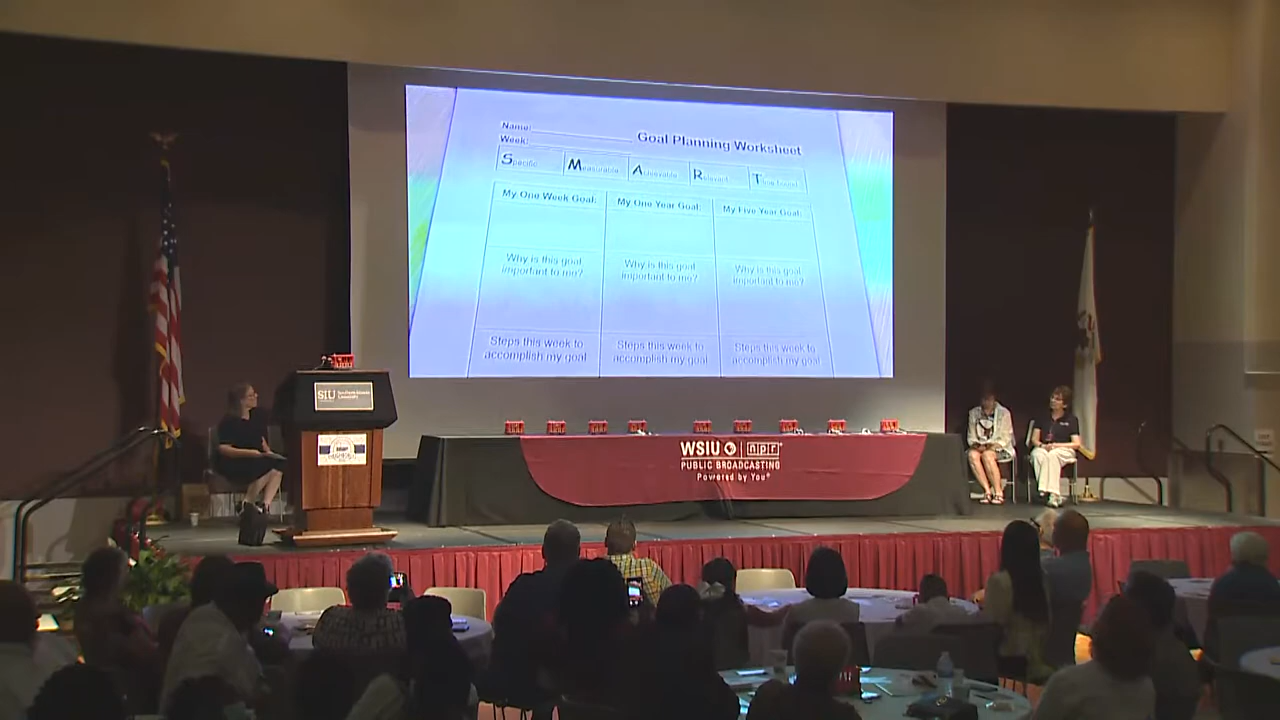 Name:
Goal Planning Worksheet
Week:
Specific
Measurable
Achievable
Relevant
Time bound
My One Week Goal:
My One Year Goal:
My Five Year Goal:
Why is this goal
important to me?
Why is this goal
important to me?
Why is this goal
important to me?
Steps this week to
accomplish my goal
Steps this week to
accomplish my goal
Steps this week to
accomplish my goal
SIU Southern Illinois
University
WSIU npr
PUBLIC BROADCASTING
Powered by You